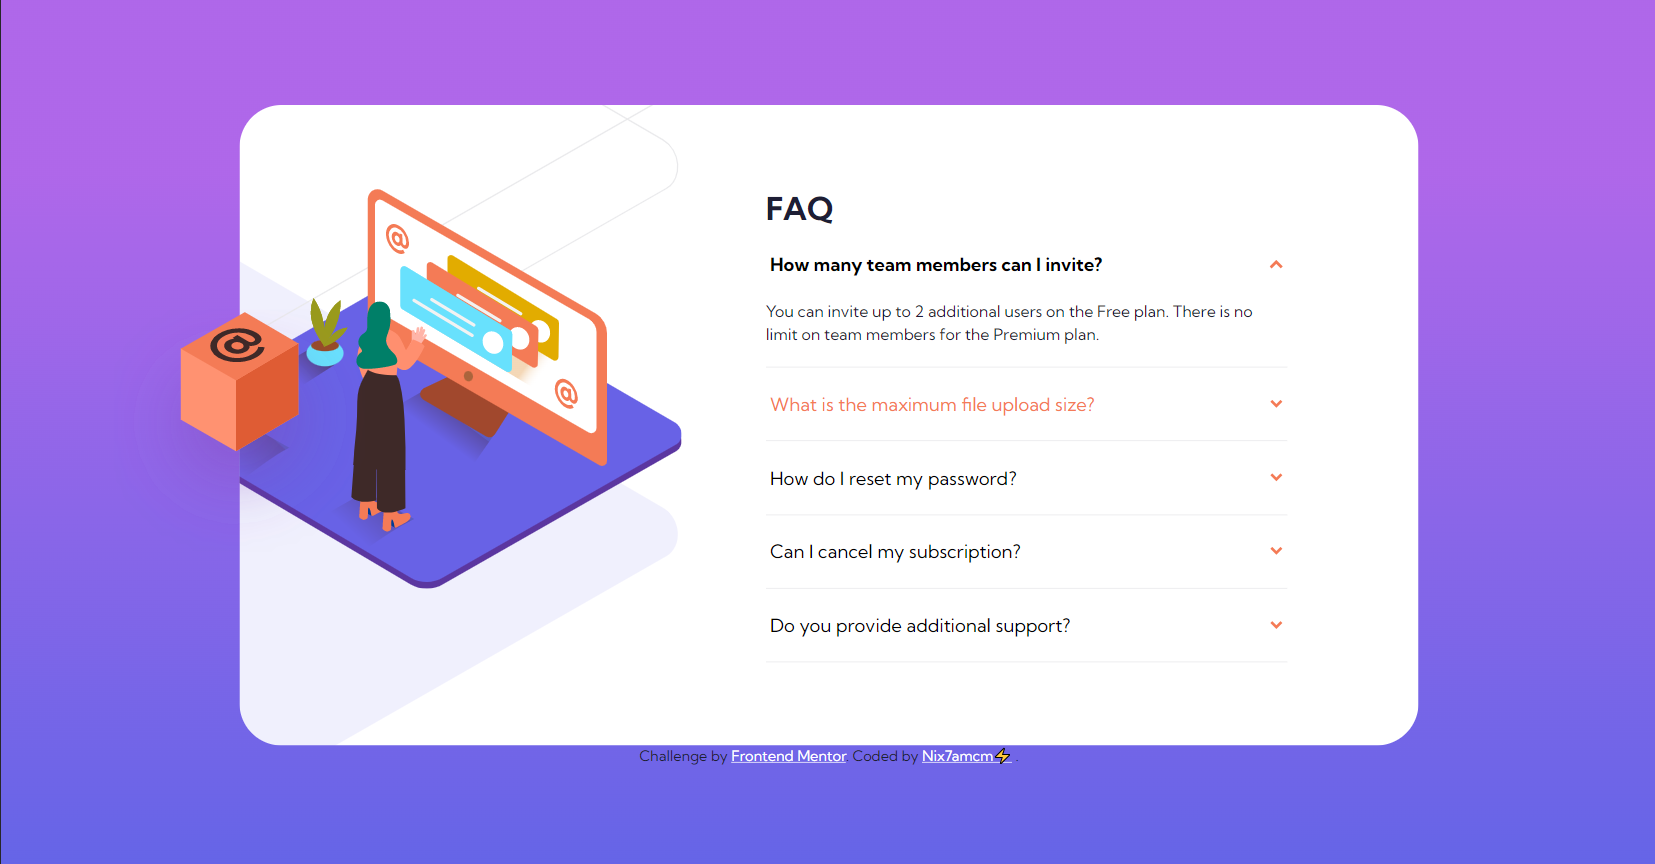 @
@
@
FAQ
How many team members can I invite?
You can invite up to 2 additional users on the Free plan. There is no
limit on team members for the Premium plan.
What is the maximum file upload size?
How do I reset my password?
Can I cancel my subscription?
Do you provide additional support?
Challenge by Frontend Mentor. Coded by Nix7amcm⚡ .